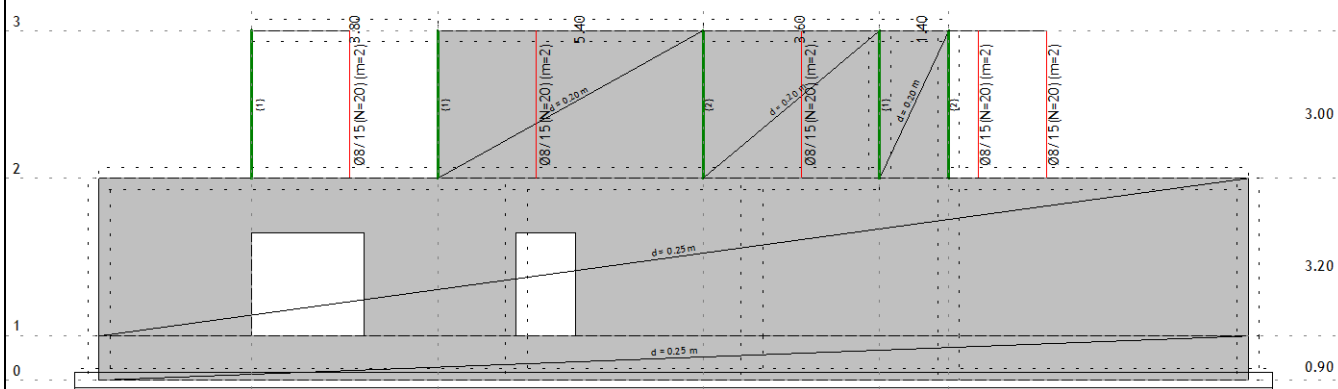 3
3.80
5.40
3.60
1.40
(1)
Ø8/15 (N=20) (m=2)
(1)
Ø8/15 (N=20) (m=2)
d = 0.20 m
(2)
Ø8/15 (N=20) (m=2)
d = 0.20 m
(1)
d = 0.20 m
(2)
Ø8/15 (N=20) (m=2)
Ø8/15 (N=20) (m=2)
3.00
2
d = 0.25 m
3.20
1
d = 0.25 m
0
0.90